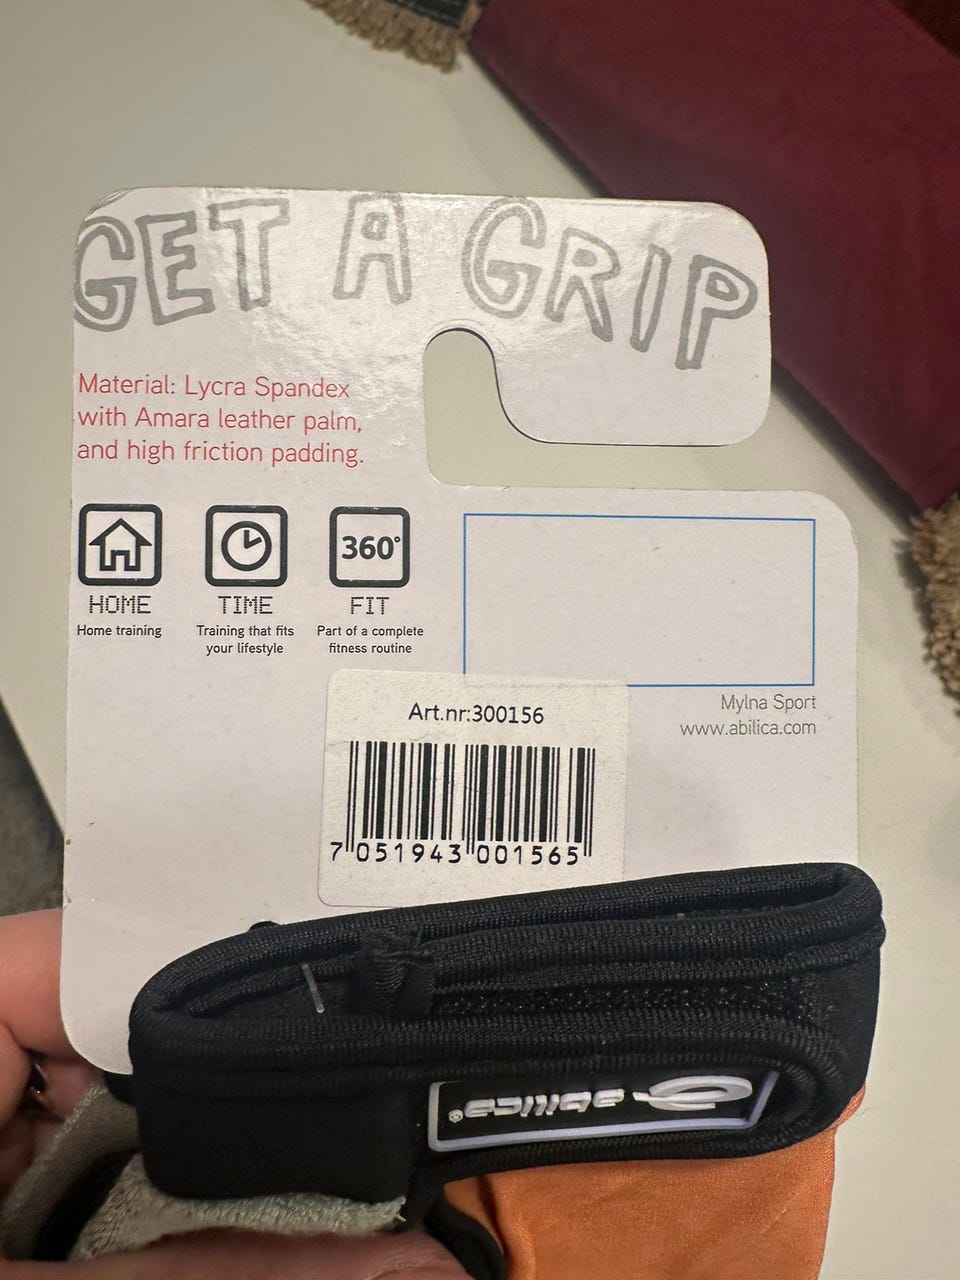 GET A GRIP
Material: Lycra Spandex
with Amara leather palm,
and high friction padding.
360°
HOME
Home training
TIME
Training that fits
your lifestyle
FIT
Part of a complete
fitness routine
Mylna Sport
www.abilica.com
Art.nr:300156
7 051943 001565
abilica®